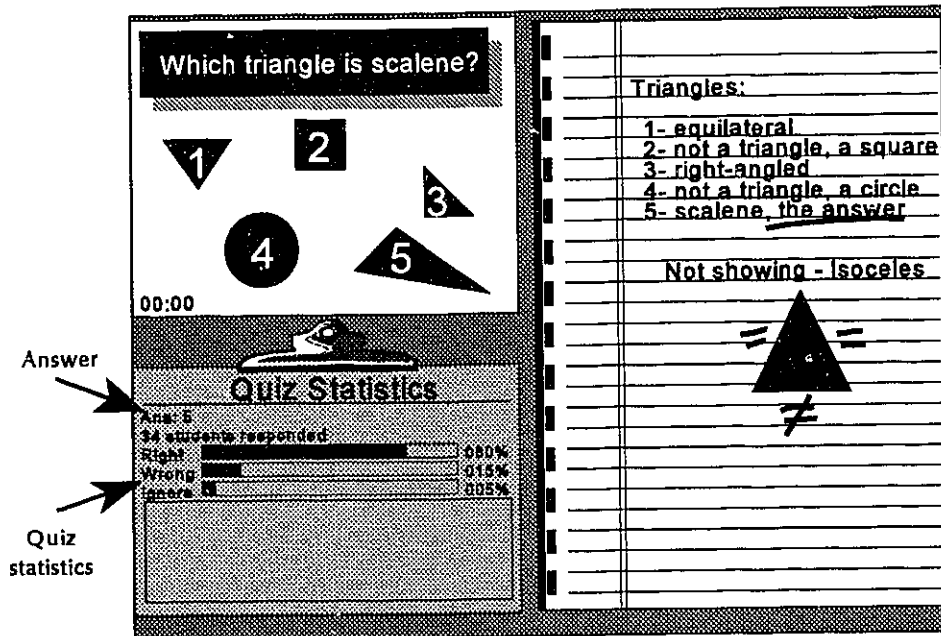 Which triangle is scalene?
1
2
3
4
5
00:00
Answer
Quiz Statistics
Ans: 5
34 students responded
Right 080%
Wrong 015%
Ignore 005%
Quiz
statistics
Triangles:
1- equilateral
2- not a triangle, a square
3- right-angled
4- not a triangle, a circle
5- scalene, the answer
Not showing - Isoceles
=
=
≠